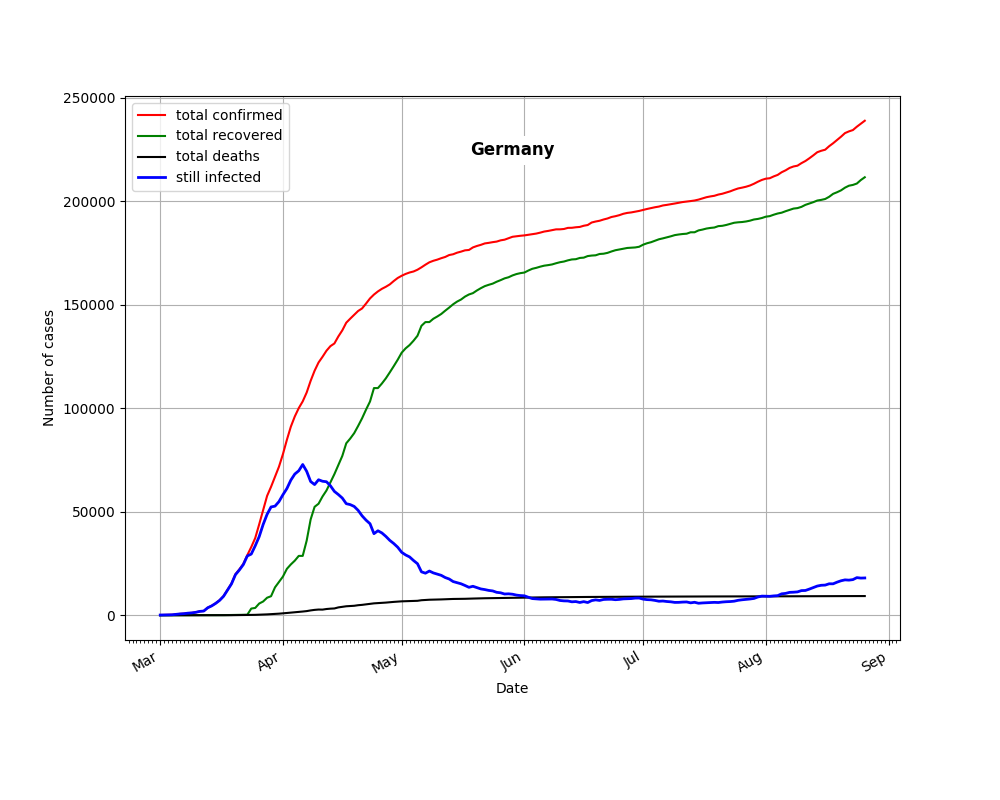 Germany
total confirmed
total recovered
total deaths
still infected
250000
200000
150000
100000
50000
0
Number of cases
Mar
Apr
May
Jun
Jul
Aug
Sep
Date